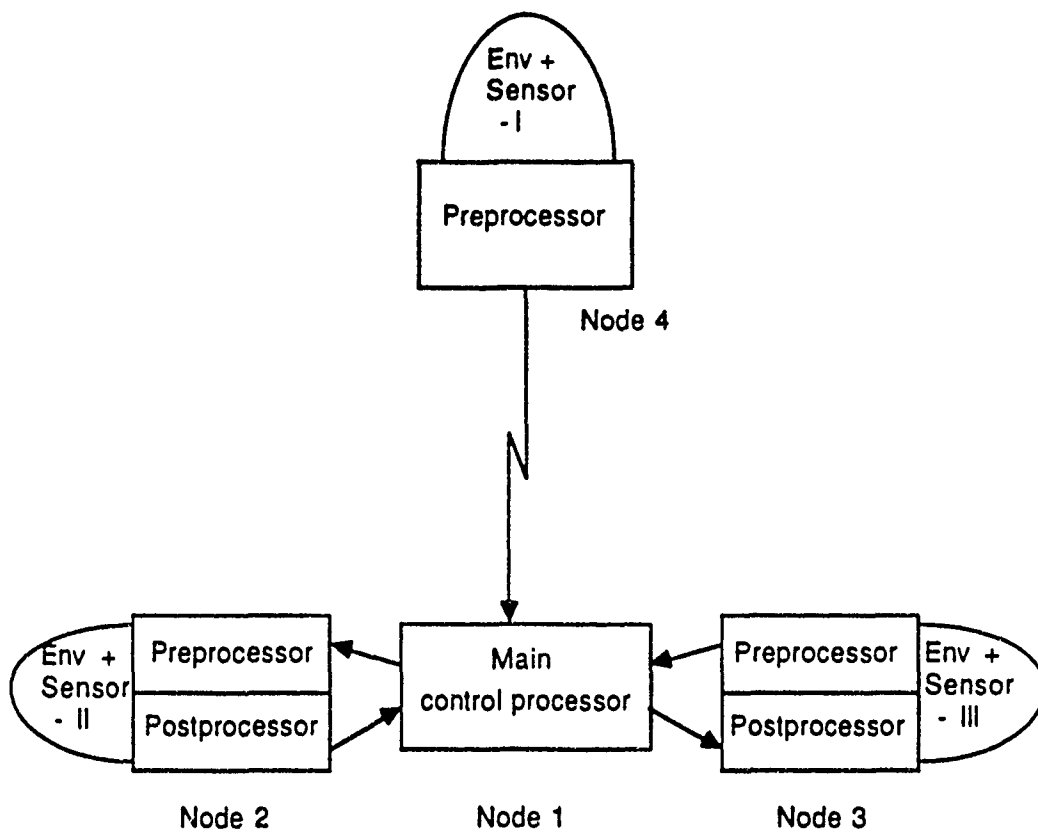 Env +
Sensor
- I
Preprocessor
Node 4
Env +
Sensor
- II
Preprocessor
Postprocessor
Main
control processor
Preprocessor
Postprocessor
Env +
Sensor
- III
Node 2
Node 1
Node 3